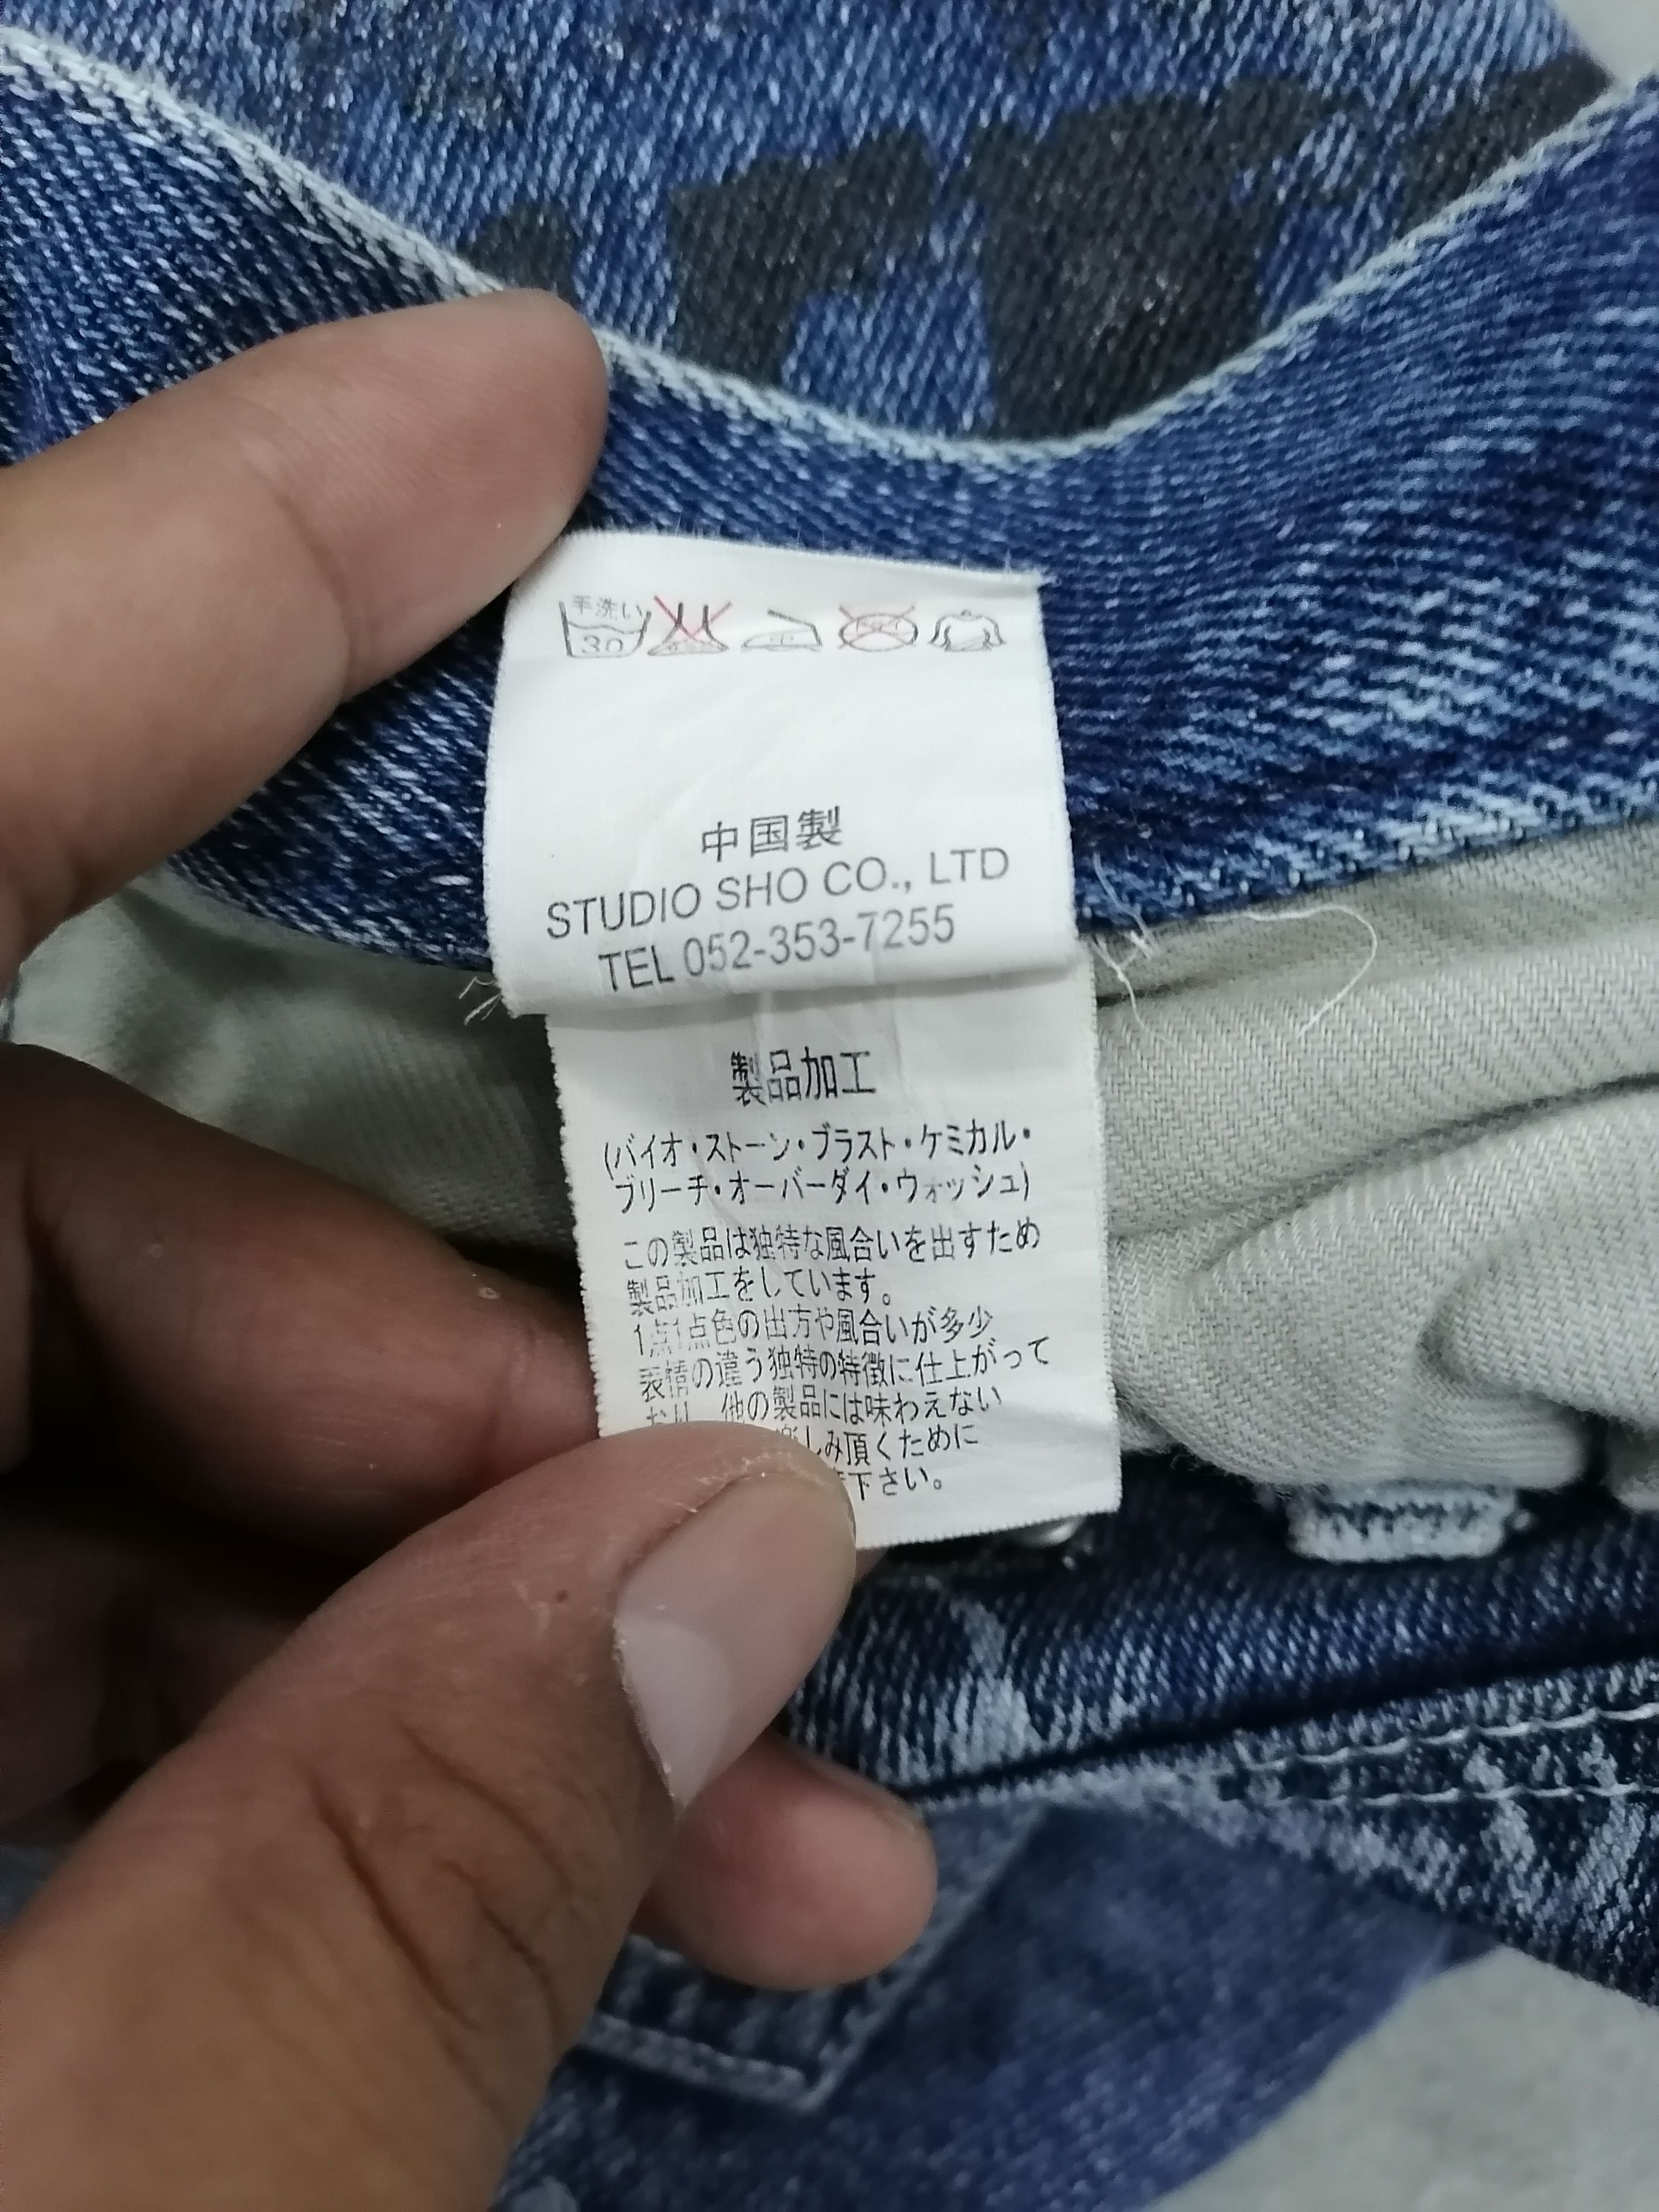 手洗い
30
中国製
STUDIO SHO CO., LTD
TEL 052-353-7255
製品加工
(バイオ・ストーン・ブラスト・ケミカル・
ブリーチ・オーバーダイ・ウォッシュ)
この製品は独特な風合いを出すため
製品加工をしています。
1点1点色の出方や風合いが多少
表情の違う独特の特徴に仕上がって
おり 他の製品には味わえない
楽しみ頂くために
下さい。